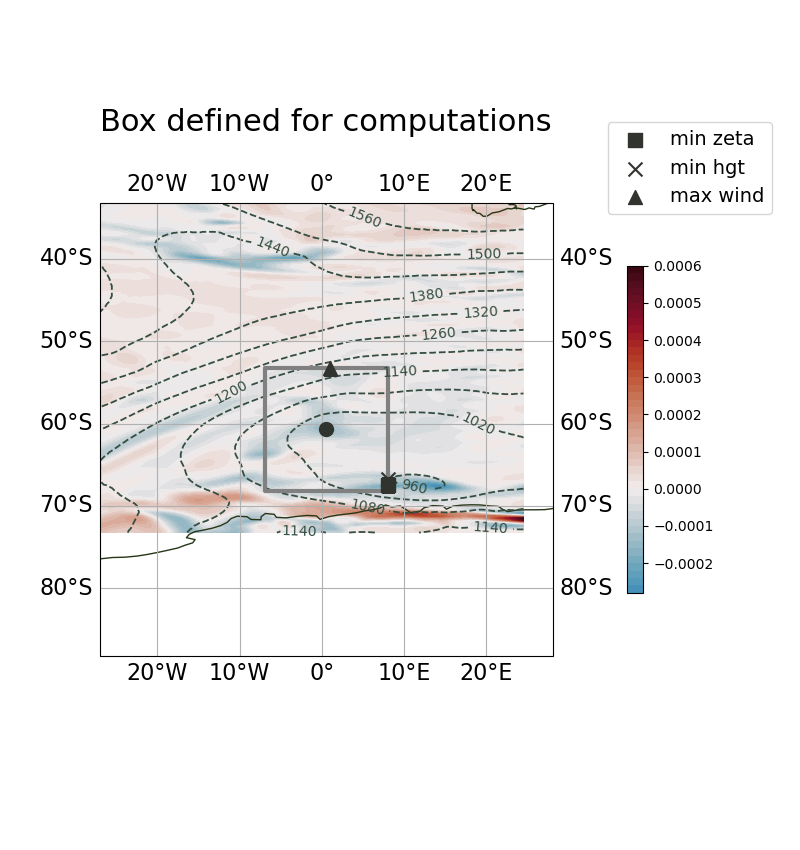 Box defined for computations
min zeta
min hgt
max wind
20°W 10°W 0° 10°E 20°E
1560
40°S 1440 1500 40°S
1380
1320
50°S 1260 50°S
1140
1200
60°S 1020 60°S
960
70°S 1080 70°S
1140 1140
80°S 80°S
20°W 10°W 0° 10°E 20°E
0.0006
0.0005
0.0004
0.0003
0.0002
0.0001
0.0000
−0.0001
−0.0002